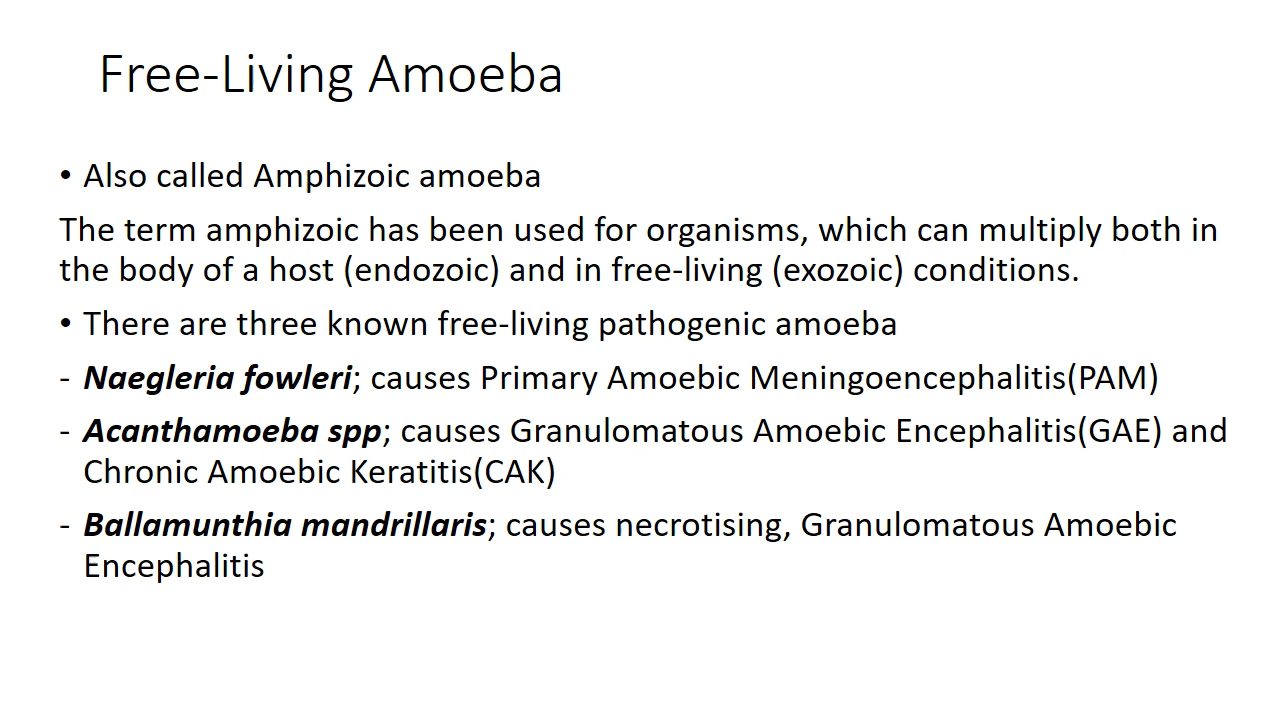 Free-Living Amoeba
• Also called Amphizoic amoeba
The term amphizoic has been used for organisms, which can multiply both in
the body of a host (endozoic) and in free-living (exozoic) conditions.
• There are three known free-living pathogenic amoeba
- Naegleria fowleri; causes Primary Amoebic Meningoencephalitis(PAM)
- Acanthamoeba spp; causes Granulomatous Amoebic Encephalitis(GAE) and
Chronic Amoebic Keratitis(CAK)
- Ballamunthia mandrillaris; causes necrotising, Granulomatous Amoebic
Encephalitis